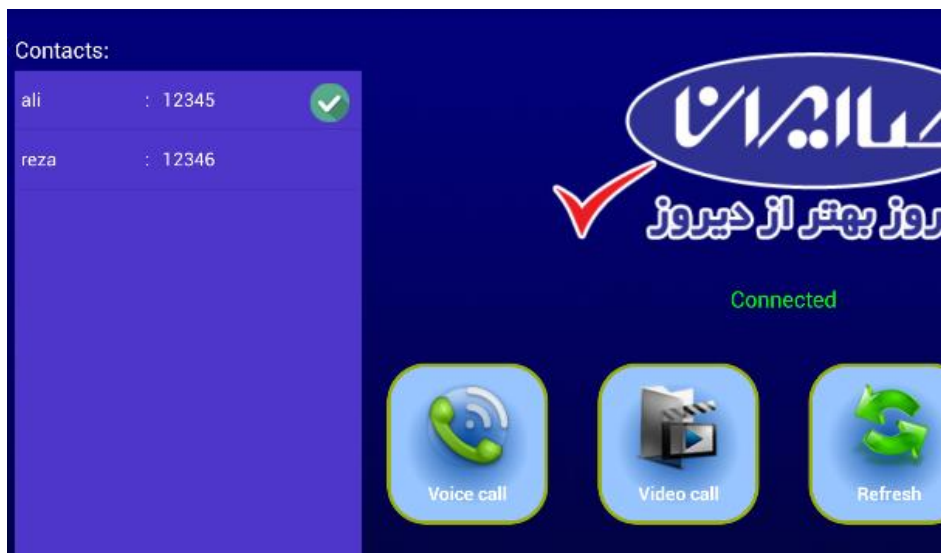 Contacts:
ali : 12345
reza : 12346
روز بهتر از دیروز
Connected
Voice call
Video call
Refresh